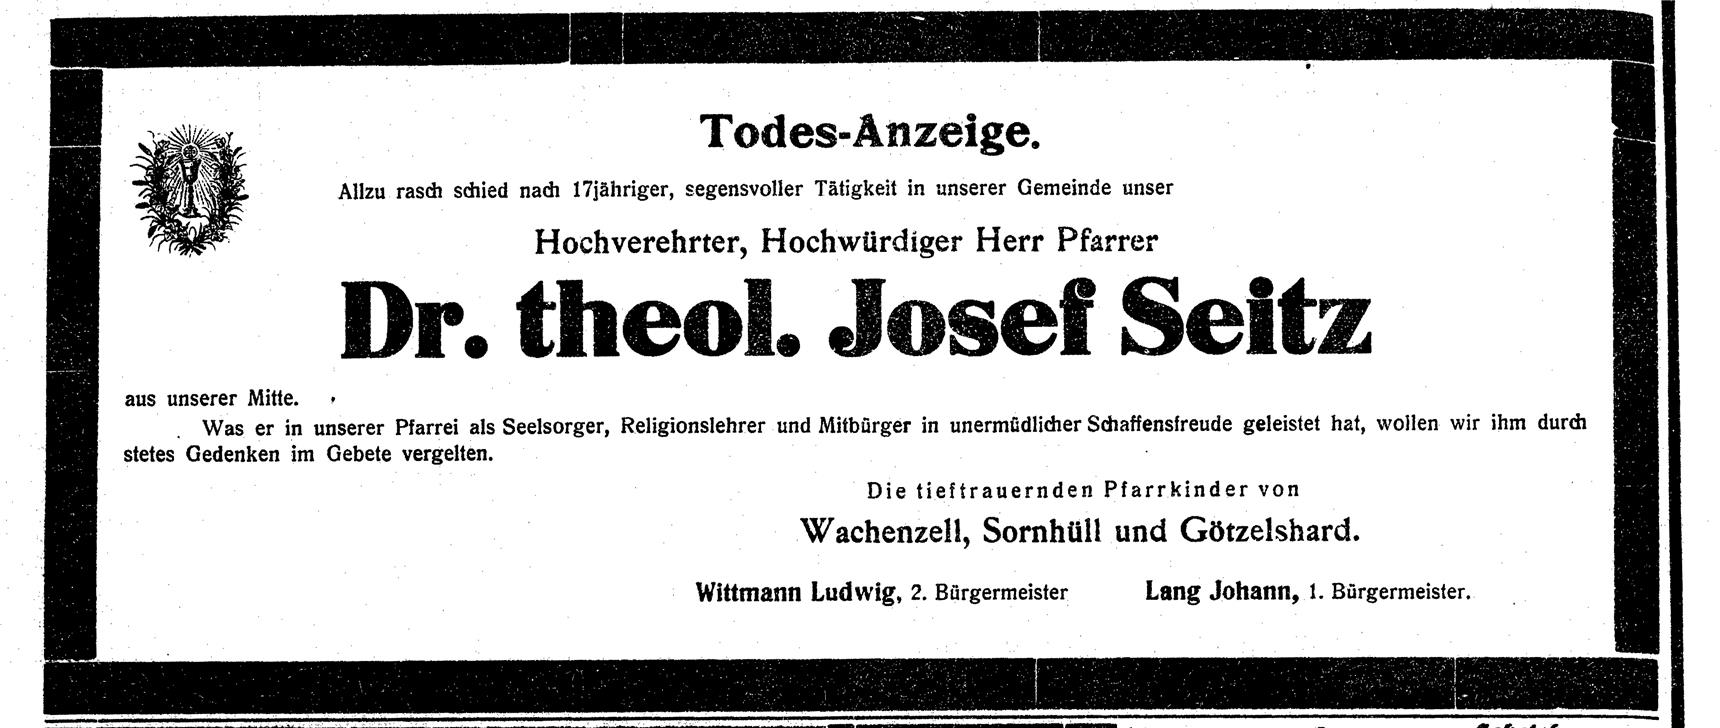 Todes-Anzeige.
Allzu rasch schied nach 17jähriger, segensvoller Tätigkeit in unserer Gemeinde unser
Hochverehrter, Hochwürdiger Herr Pfarrer
Dr. theol. Josef Seitz
aus unserer Mitte.
Was er in unserer Pfarrei als Seelsorger, Religionslehrer und Mitbürger in unermüdlicher Schaffensfreude geleistet hat, wollen wir ihm durch
stetes Gedenken im Gebete vergelten.
Die tieftrauernden Pfarrkinder von
Wachenzell, Sornhüll und Götzelshard.
Wittmann Ludwig, 2. Bürgermeister Lang Johann, 1. Bürgermeister.